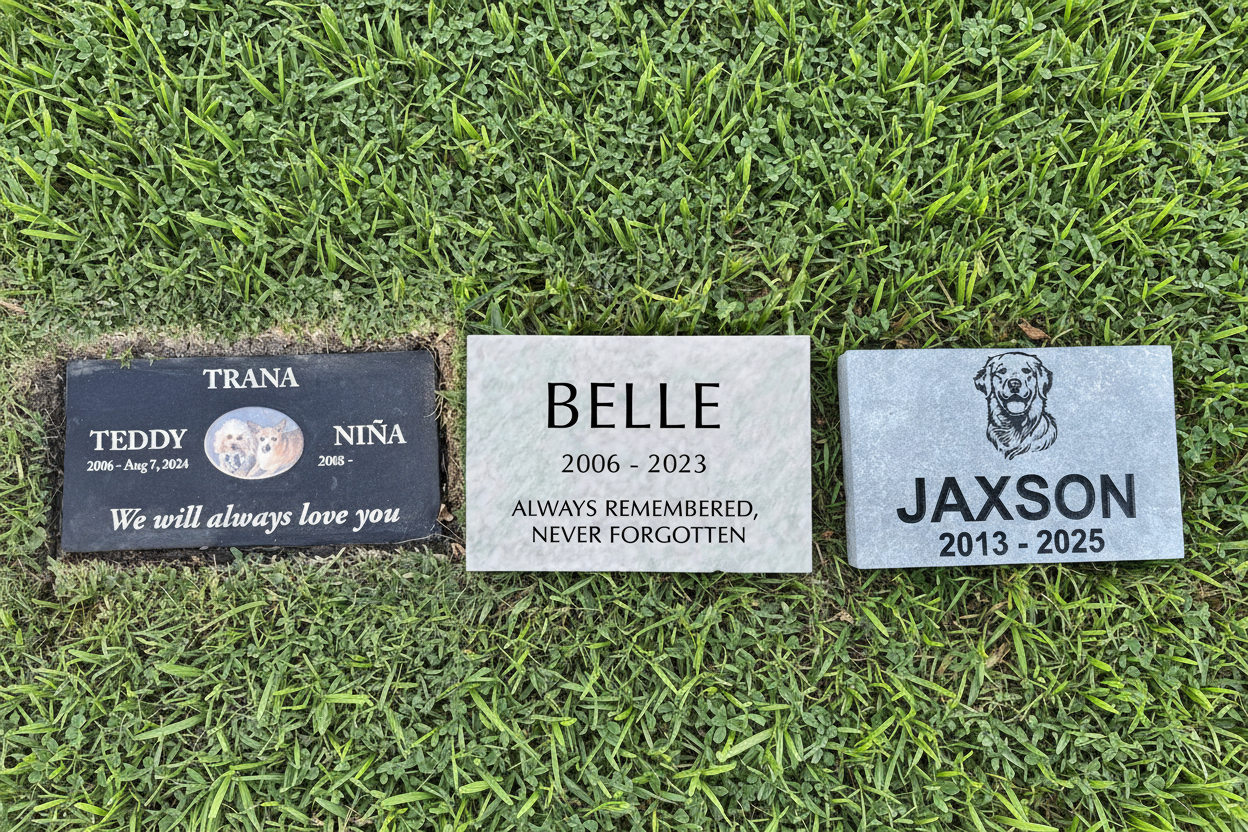 TRANA
TEDDY
2006 - Aug 7, 2024
NIÑA
2008 -
We will always love you
BELLE
2006 - 2023
ALWAYS REMEMBERED,
NEVER FORGOTTEN
JAXSON
2013 - 2025